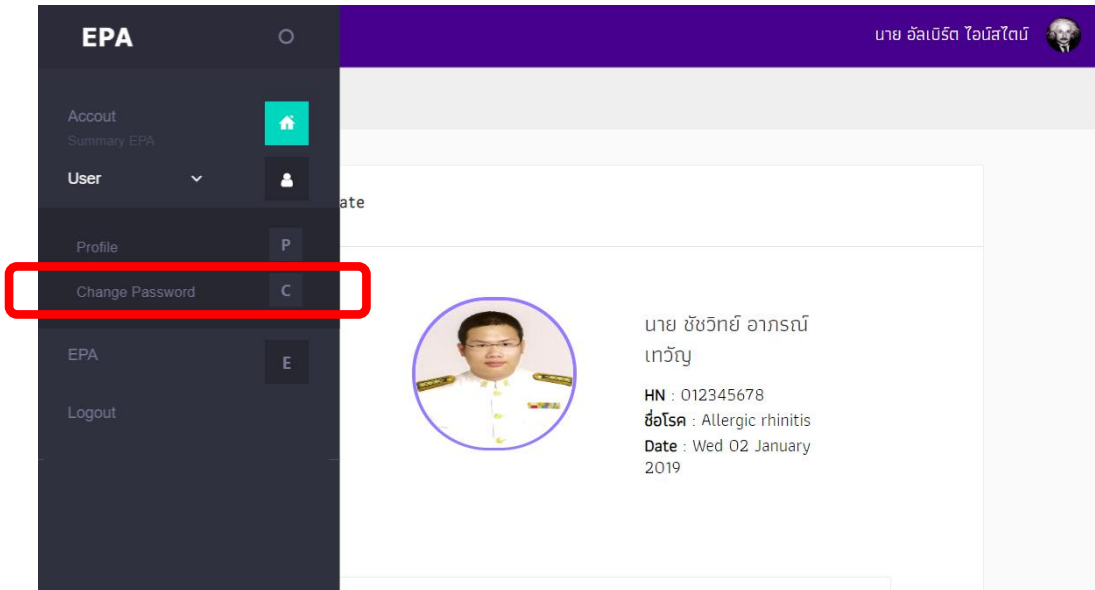 EPA
นาย อัลเบิร์ต ไอน์สไตน์
Accout
Summary EPA
User
ate
Profile
P
Change Password
C
EPA
E
Logout
นาย ชัชวิทย์ อาภรณ์
เทวัญ
HN : 012345678
ชื่อโรค : Allergic rhinitis
Date : Wed 02 January
2019